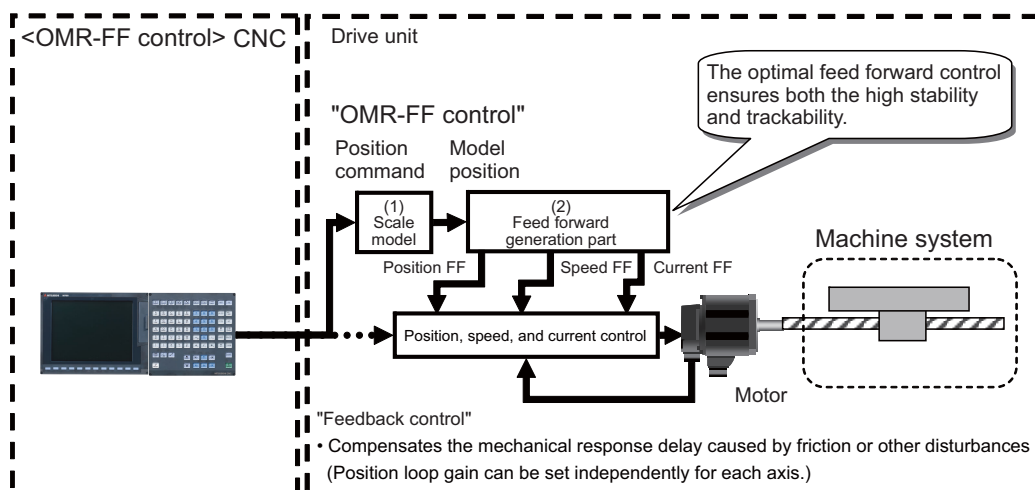 <OMR-FF control> CNC
Drive unit
The optimal feed forward control
ensures both the high stability
and trackability.
"OMR-FF control"
Position
command
Model
position
(1)
Scale
model
(2)
Feed forward
generation part
Position FF
Speed FF
Current FF
Machine system
Position, speed, and current control
Motor
"Feedback control"
• Compensates the mechanical response delay caused by friction or other disturbances
(Position loop gain can be set independently for each axis.)